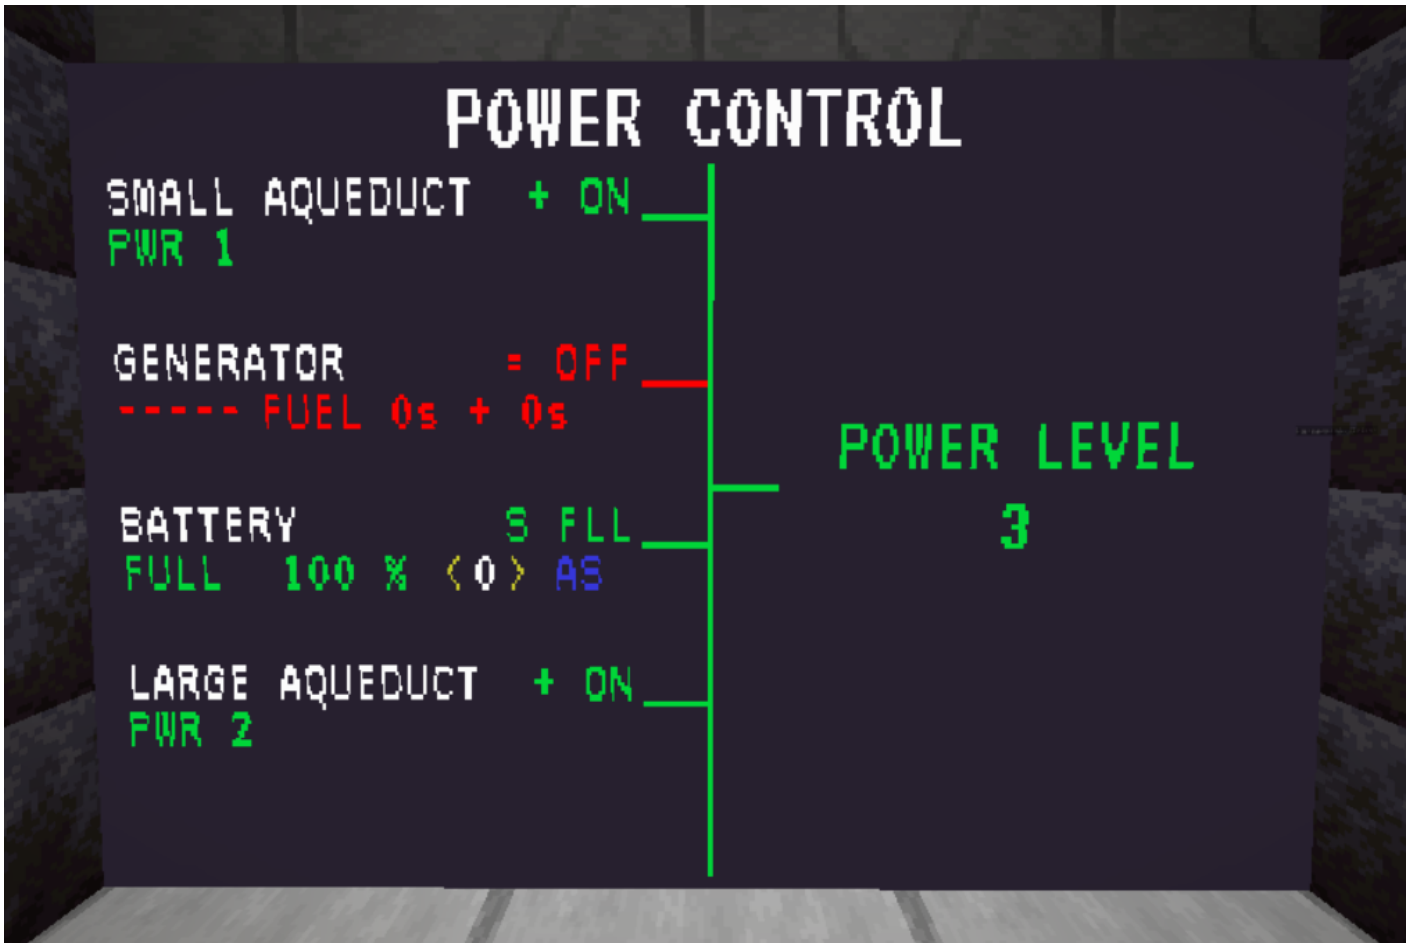 POWER CONTROL
SMALL AQUEDUCT + ON
PWR 1
GENERATOR = OFF
----- FUEL 0s + 0s
BATTERY S FLL
FULL 100 % <0> AS
LARGE AQUEDUCT + ON
PWR 2
POWER LEVEL
3